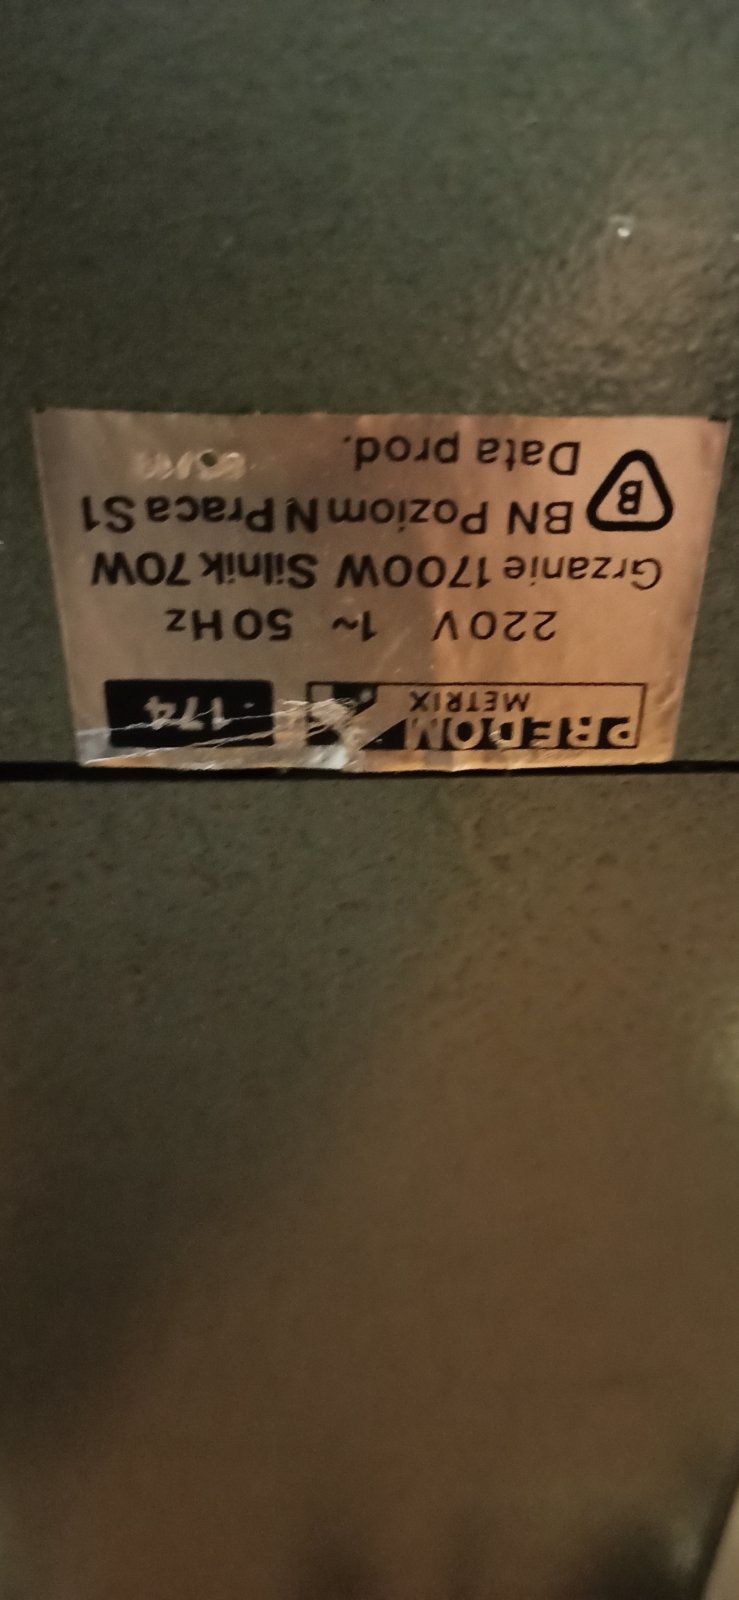 PREDOM
METRIX
174
220V 1~ 50Hz
Grzanie 1700W Silnik 70W
B BN Poziom N Praca S1
Data prod.